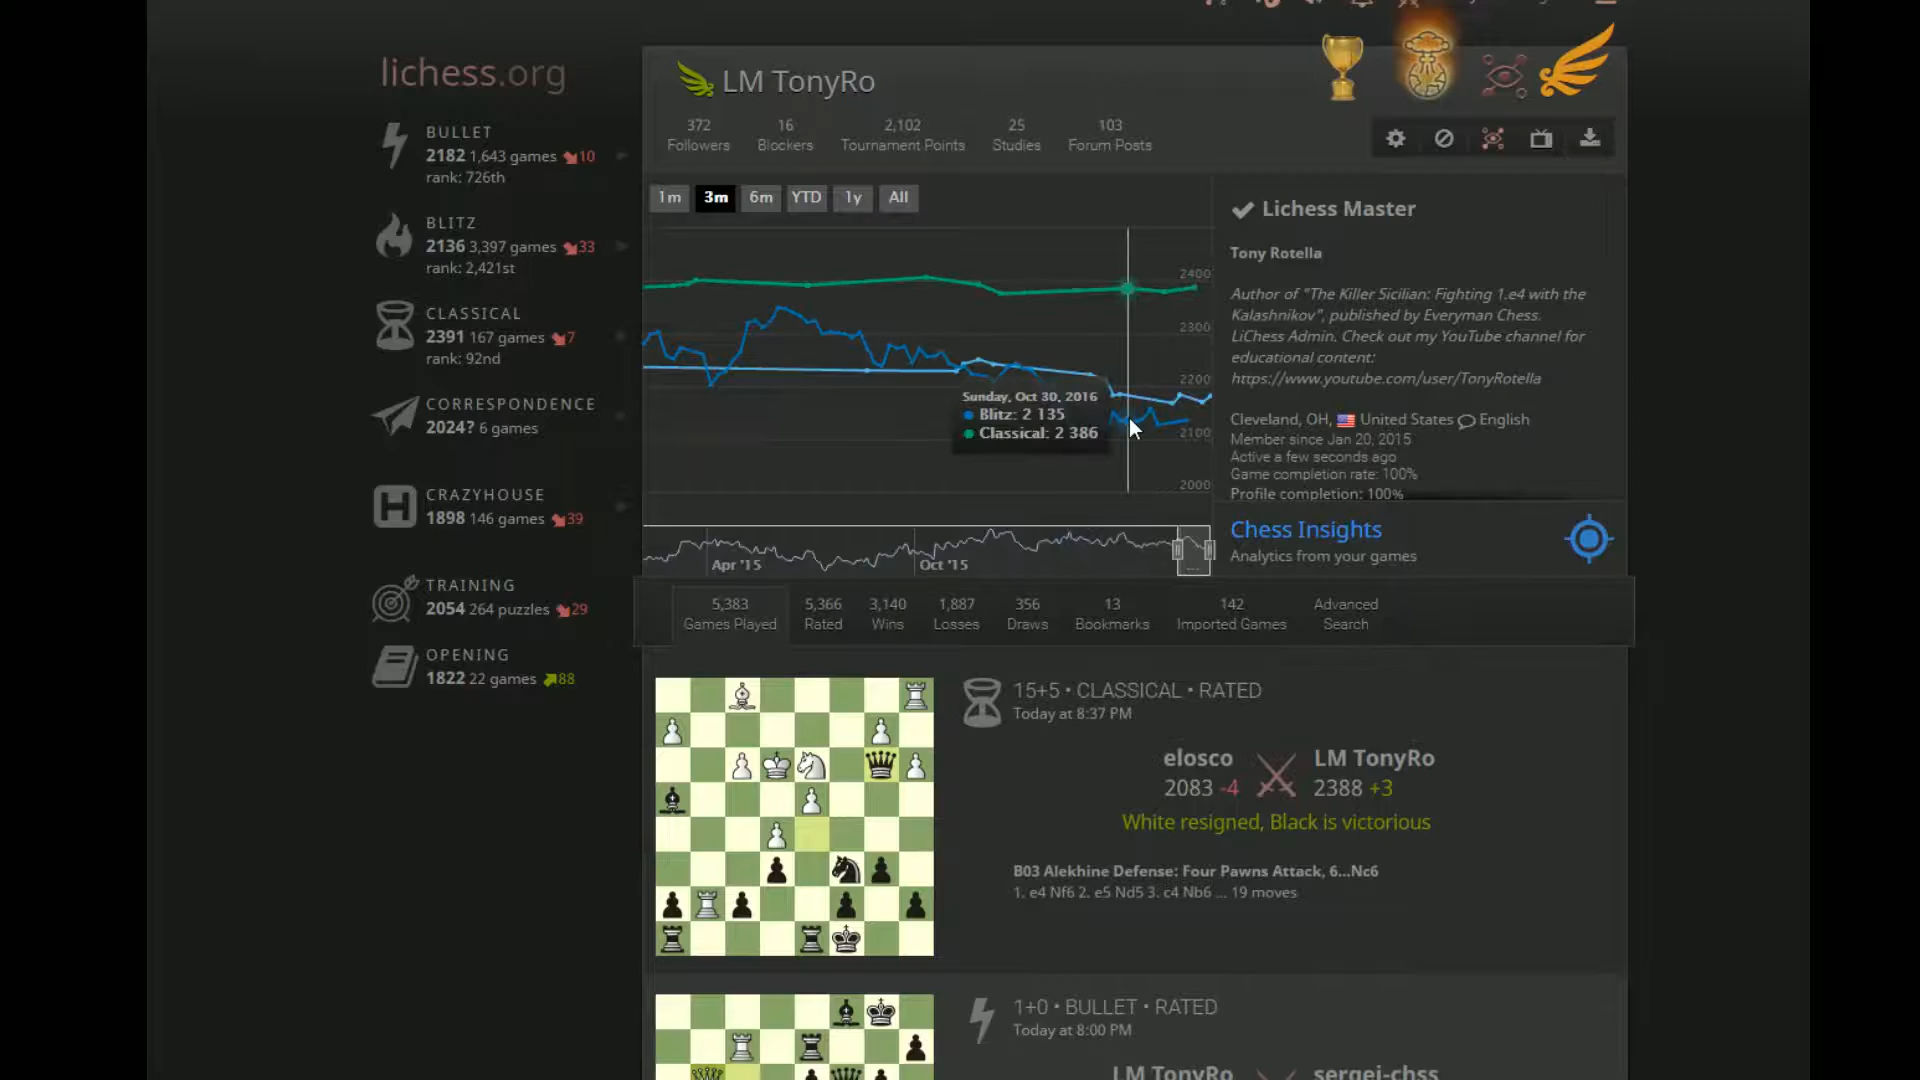 lichess.org
BULLET
2182 1,643 games 10
rank: 726th
BLITZ
2136 3,397 games 33
rank: 2,421st
CLASSICAL
2391 167 games 7
rank: 92nd
CORRESPONDENCE
2024? 6 games
CRAZYHOUSE
1898 146 games 39
TRAINING
2054 264 puzzles 29
OPENING
1822 22 games 88
LM TonyRo
372 Followers
16 Blockers
2,102 Tournament Points
25 Studies
103 Forum Posts
1m 3m 6m YTD 1y All
2400
2300
2200
2100
2000
Sunday, Oct 30, 2016
Blitz: 2 135
Classical: 2 386
Apr '15 Oct '15
Lichess Master
Tony Rotella
Author of "The Killer Sicilian: Fighting 1.e4 with the
Kalashnikov", published by Everyman Chess.
LiChess Admin. Check out my YouTube channel for
educational content:
https://www.youtube.com/user/TonyRotella
Cleveland, OH, United States English
Member since Jan 20, 2015
Active a few seconds ago
Game completion rate: 100%
Profile completion: 100%
Chess Insights
Analytics from your games
5,383 Games Played
5,366 Rated
3,140 Wins
1,887 Losses
356 Draws
13 Bookmarks
142 Imported Games
Advanced Search
15+5 • CLASSICAL • RATED
Today at 8:37 PM
elosco LM TonyRo
2083 -4 2388 +3
White resigned, Black is victorious
B03 Alekhine Defense: Four Pawns Attack, 6...Nc6
1. e4 Nf6 2. e5 Nd5 3. c4 Nb6 ... 19 moves
1+0 • BULLET • RATED
Today at 8:00 PM
LM TonyRo sergei-chss